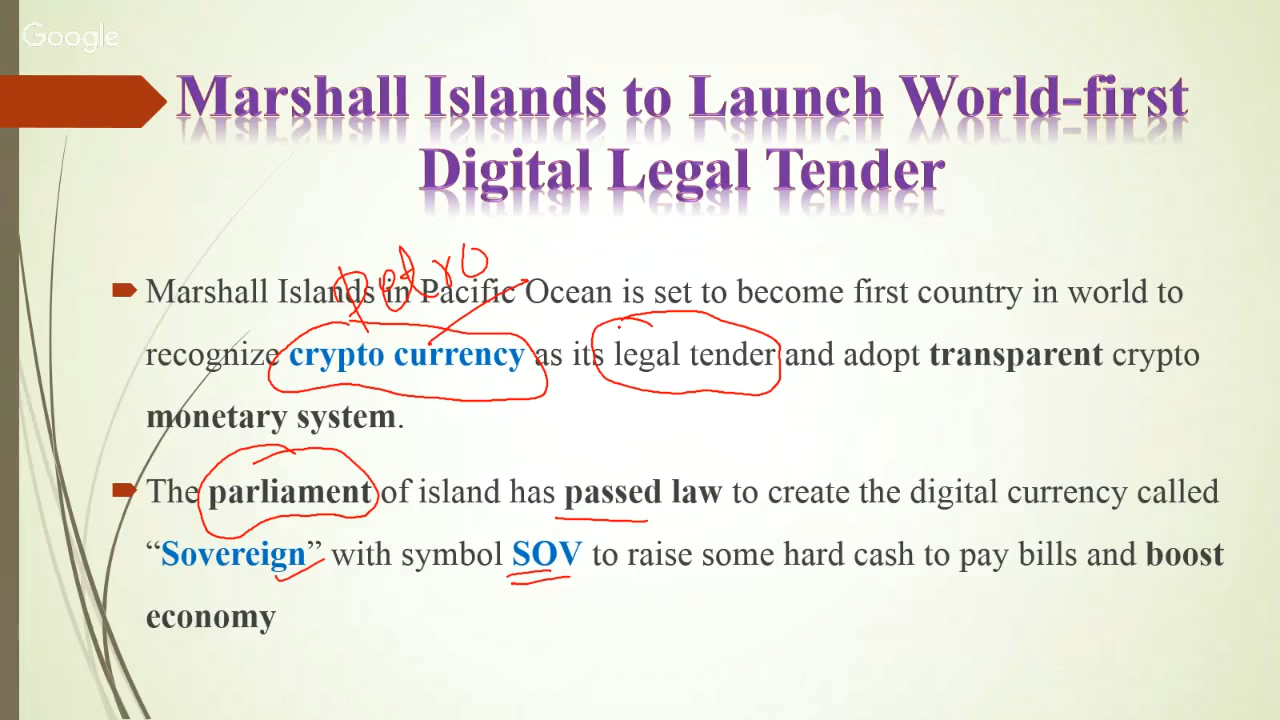 Google
Marshall Islands to Launch World-first
Digital Legal Tender
petro
Marshall Islands in Pacific Ocean is set to become first country in world to
recognize crypto currency as its legal tender and adopt transparent crypto
monetary system.
The parliament of island has passed law to create the digital currency called
“Sovereign” with symbol SOV to raise some hard cash to pay bills and boost
economy